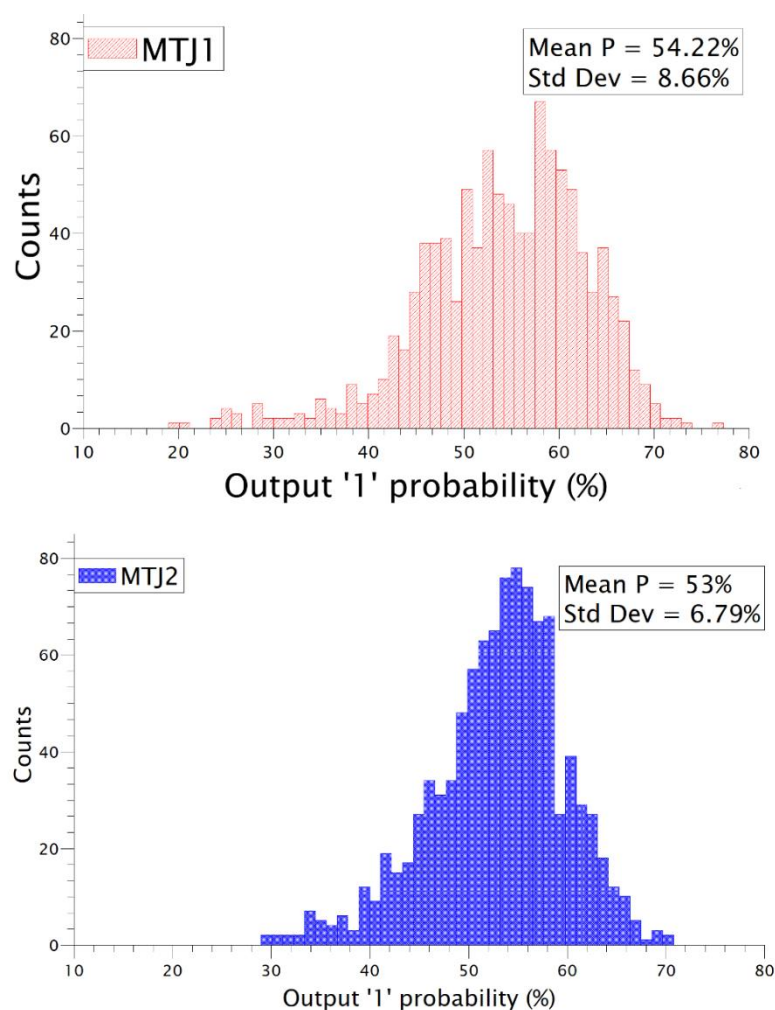 MTJ1
Mean P = 54.22%
Std Dev = 8.66%
80
60
40
20
0
Counts
10 20 30 40 50 60 70 80
Output '1' probability (%)
MTJ2
Mean P = 53%
Std Dev = 6.79%
80
60
40
20
0
Counts
10 20 30 40 50 60 70 80
Output '1' probability (%)